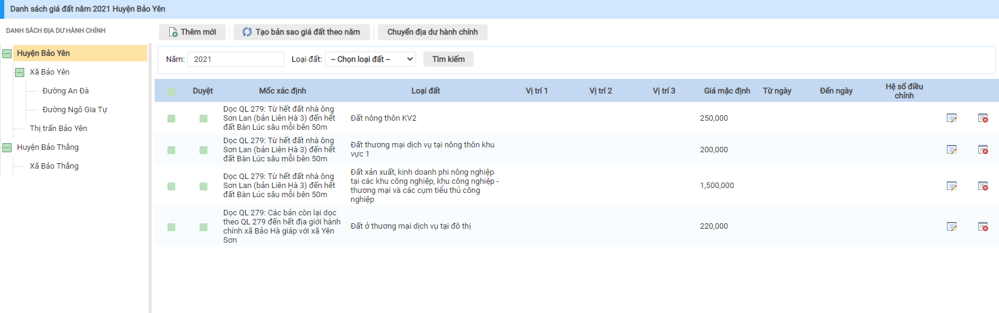 Danh sách giá đất năm 2021 Huyện Bảo Yên
DANH SÁCH ĐỊA DƯ HÀNH CHÍNH
Huyện Bảo Yên
Xã Bảo Yên
Đường An Đà
Đường Ngô Gia Tự
Thị trấn Bảo Yên
Huyện Bảo Thắng
Xã Bảo Thắng
Thêm mới
Tạo bản sao giá đất theo năm
Chuyển địa dư hành chính
Năm: 2021 Loại đất: -- Chọn loại đất -- Tìm kiếm
Duyệt Mốc xác định Loại đất Vị trí 1 Vị trí 2 Vị trí 3 Giá mặc định Từ ngày Đến ngày Hệ số điều
chỉnh
Dọc QL 279: Từ hết đất nhà ông
Sơn Lan (bản Liên Hà 3) đến hết
đất Bàn Lúc sâu mỗi bên 50m
Đất nông thôn KV2
250,000
Dọc QL 279: Từ hết đất nhà ông
Sơn Lan (bản Liên Hà 3) đến hết
đất Bàn Lúc sâu mỗi bên 50m
Đất thương mại dịch vụ tại nông thôn khu
vực 1
200,000
Dọc QL 279: Từ hết đất nhà ông
Sơn Lan (bản Liên Hà 3) đến hết
đất Bàn Lúc sâu mỗi bên 50m
Đất xản xuất, kinh doanh phi nông nghiệp
tại các khu công nghiệp, khu công nghiệp -
thương mại và các cụm tiểu thủ công
nghiệp
1,500,000
Dọc QL 279: Các bản còn lại dọc
theo QL 279 đến hết địa giới hành
chính xã Bảo Hà giáp với xã Yên
Sơn
Đất ở thương mại dịch vụ tại đô thị
220,000